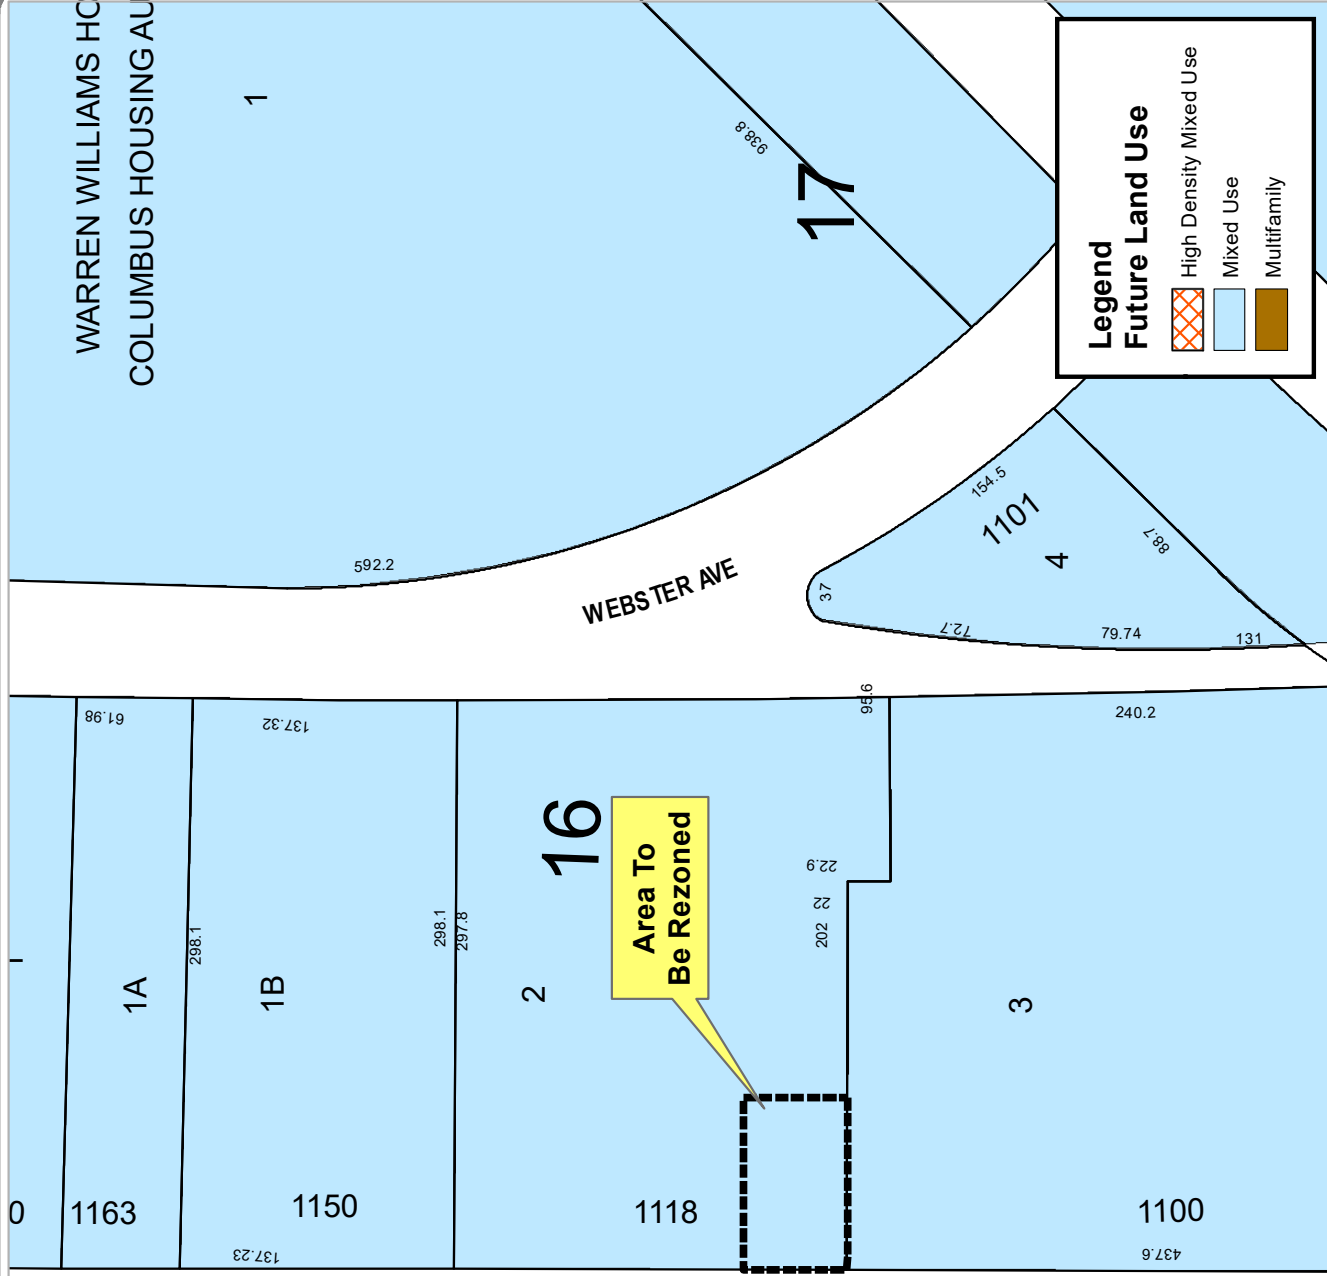 WARREN WILLIAMS HO
COLUMBUS HOUSING AU
1
938.8
17
592.2
WEBSTER AVE
Legend
Future Land Use
High Density Mixed Use
Mixed Use
Multifamily
154.5
1101
4
88.7
37
72.7
79.74
131
61.98
137.32
95.6
240.2
16
Area To
Be Rezoned
22.9
22
202
298.1
298.1
297.8
1A
1B
2
3
0
1163
1150
1118
1100
137.23
437.6